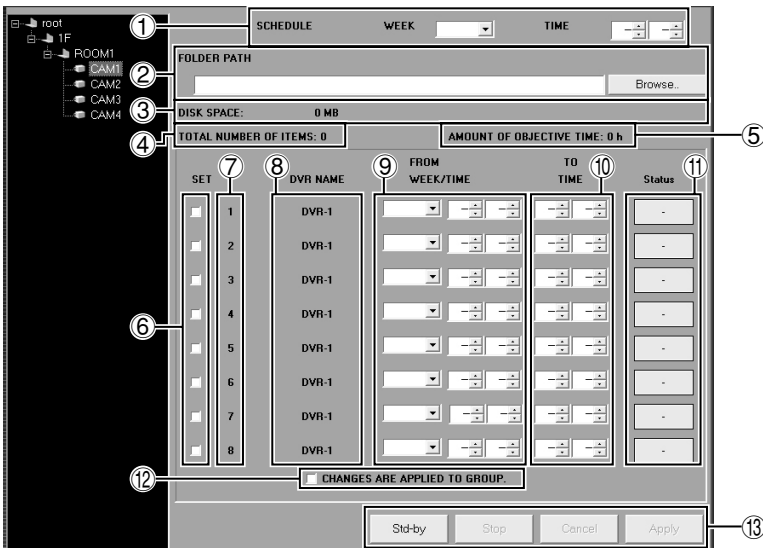 root
1F
ROOM1
CAM1
CAM2
CAM3
CAM4
① SCHEDULE WEEK TIME
② FOLDER PATH
Browse..
③ DISK SPACE: 0 MB
④ TOTAL NUMBER OF ITEMS: 0 AMOUNT OF OBJECTIVE TIME: 0 h ⑤
FROM TO
SET ⑦ ⑧ DVR NAME ⑨ WEEK/TIME TIME ⑩ Status ⑪
1 DVR-1 - - - - -
2 DVR-1 - - - - -
3 DVR-1 - - - - -
4 DVR-1 - - - - -
⑥
5 DVR-1 - - - - -
6 DVR-1 - - - - -
7 DVR-1 - - - - -
8 DVR-1 - - - - -
⑫ CHANGES ARE APPLIED TO GROUP.
Std-by Stop Cancel Apply ⑬